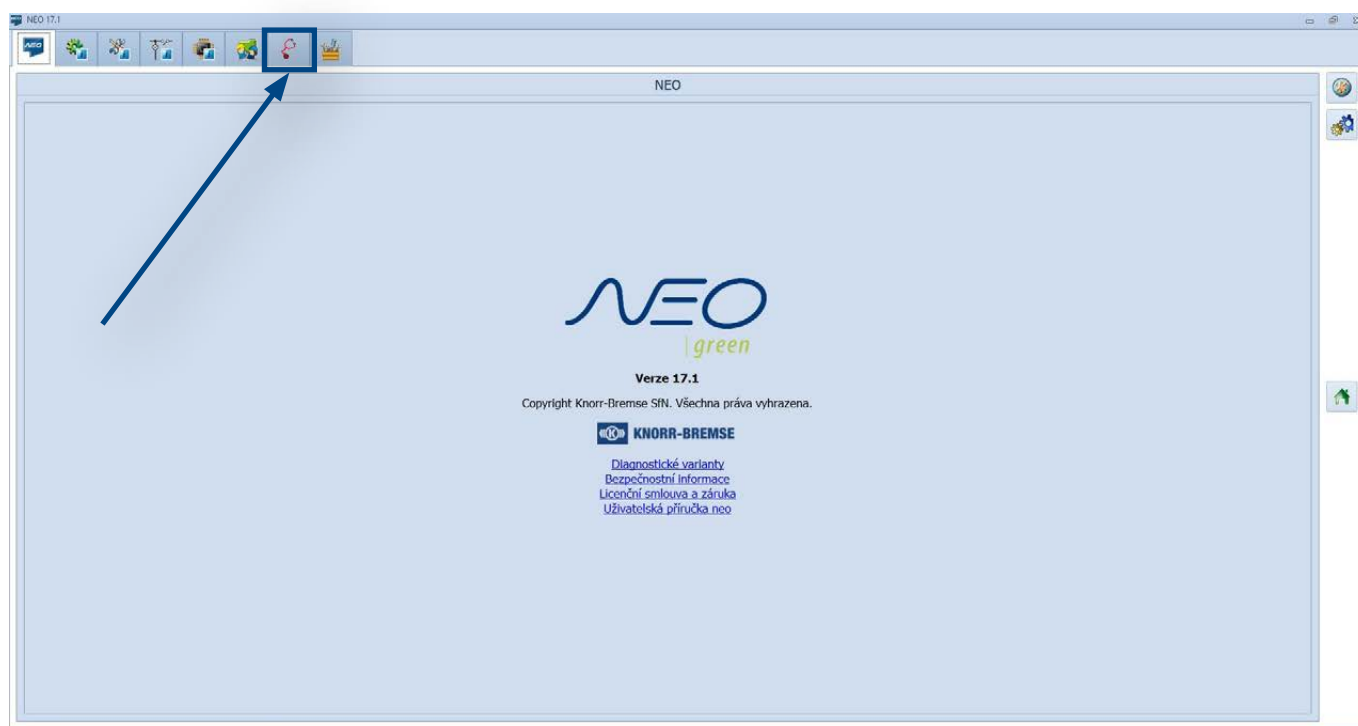 NEO 17.1
NEO
NEO
NEO
green
Verze 17.1
Copyright Knorr-Bremse SfN. Všechna práva vyhrazena.
KNORR-BREMSE
Diagnostické varianty
Bezpečnostní informace
Licenční smlouva a záruka
Uživatelská příručka neo